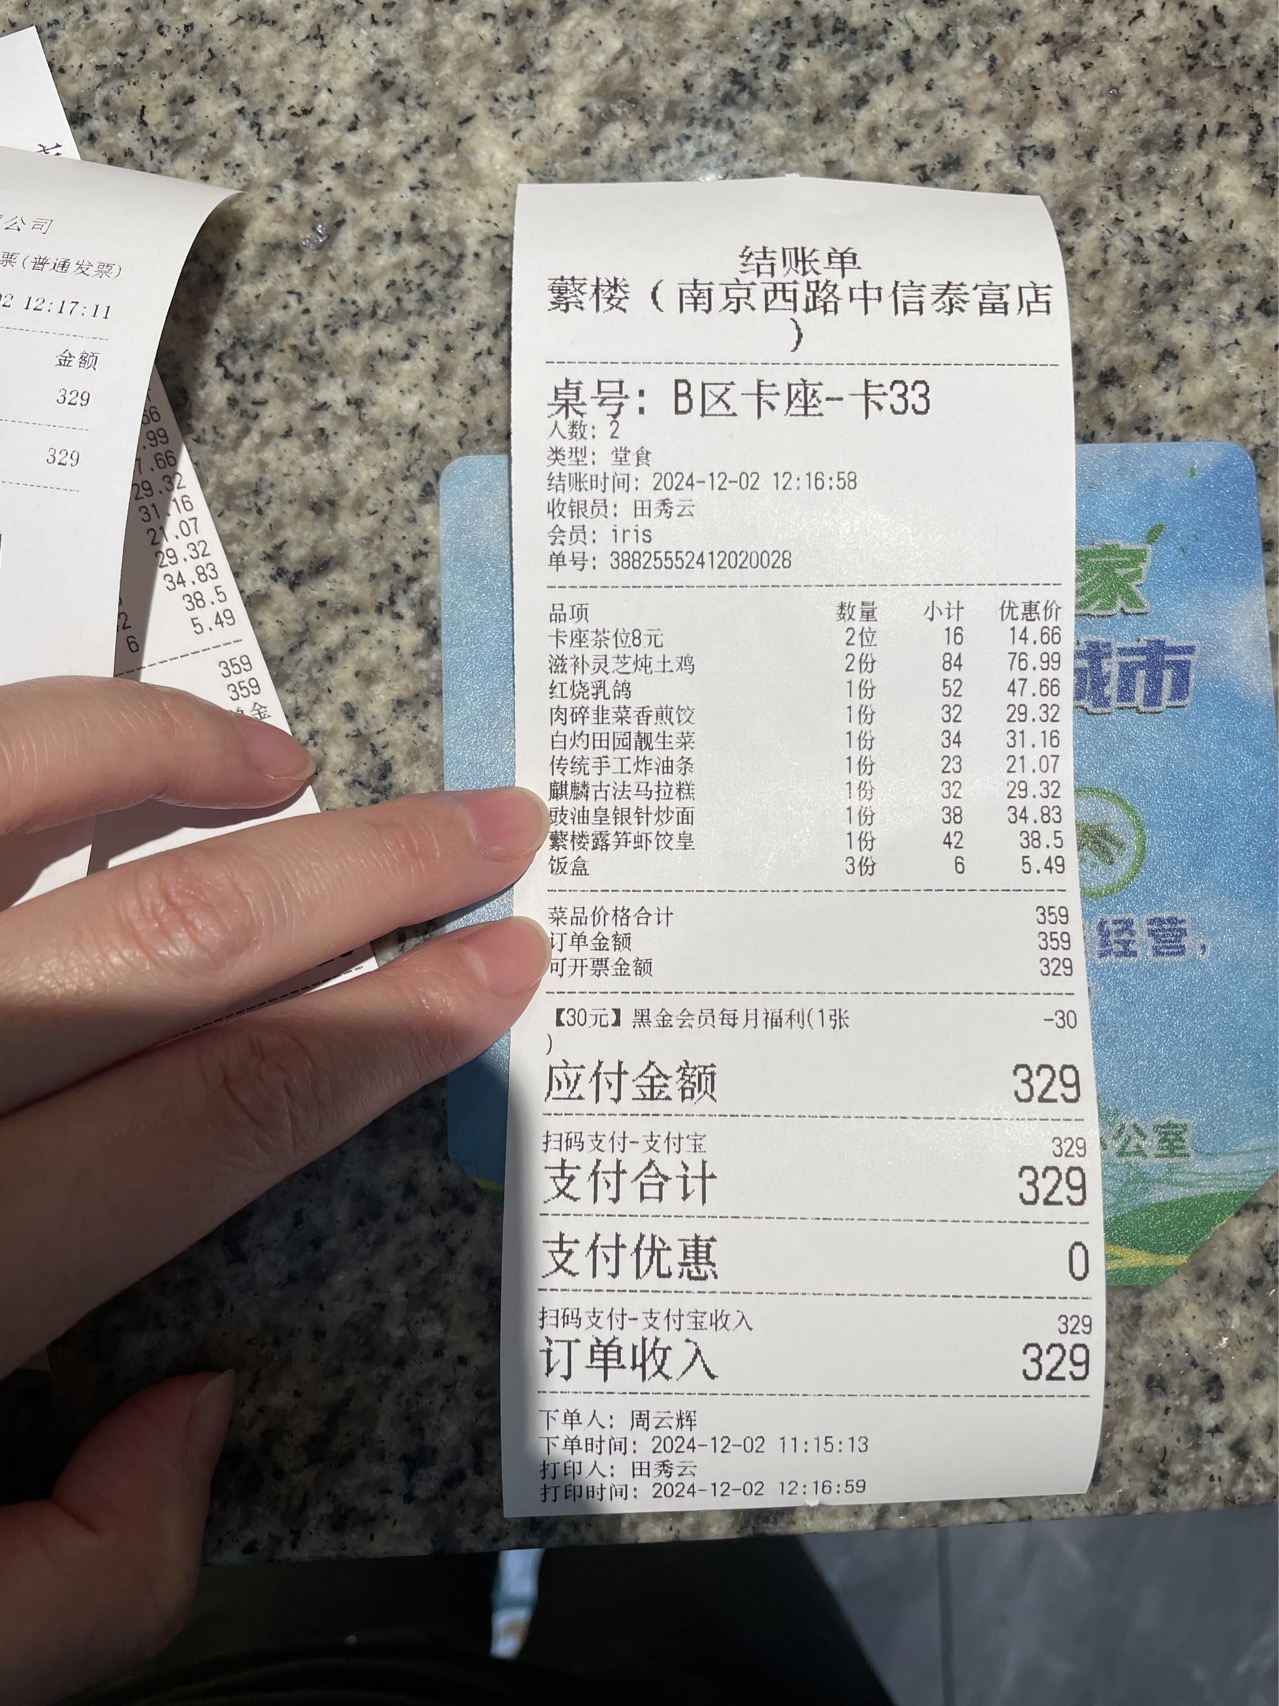 公司
票(普通发票)
02 12:17:11
金额
329
329
66
.99
7.66
29.32
31.16
21.07
29.32
34.83
38.5
5.49
6
359
359
金
结账单
蘩楼（南京西路中信泰富店
）
桌号: B区卡座-卡33
人数: 2
类型: 堂食
结账时间: 2024-12-02 12:16:58
收银员: 田秀云
会员: iris
单号: 38825552412020028
品项 数量 小计 优惠价
卡座茶位8元 2位 16 14.66
滋补灵芝炖土鸡 2份 84 76.99
红烧乳鸽 1份 52 47.66
肉碎韭菜香煎饺 1份 32 29.32
白灼田园靓生菜 1份 34 31.16
传统手工炸油条 1份 23 21.07
麒麟古法马拉糕 1份 32 29.32
豉油皇银针炒面 1份 38 34.83
蘩楼露笋虾饺皇 1份 42 38.5
饭盒 3份 6 5.49
菜品价格合计 359
订单金额 359
可开票金额 329
【30元】黑金会员每月福利(1张 -30
)
应付金额 329
扫码支付-支付宝 329
支付合计 329
支付优惠 0
扫码支付-支付宝收入 329
订单收入 329
下单人: 周云辉
下单时间: 2024-12-02 11:15:13
打印人: 田秀云
打印时间: 2024-12-02 12:16:59
家
城市
经营，
公室